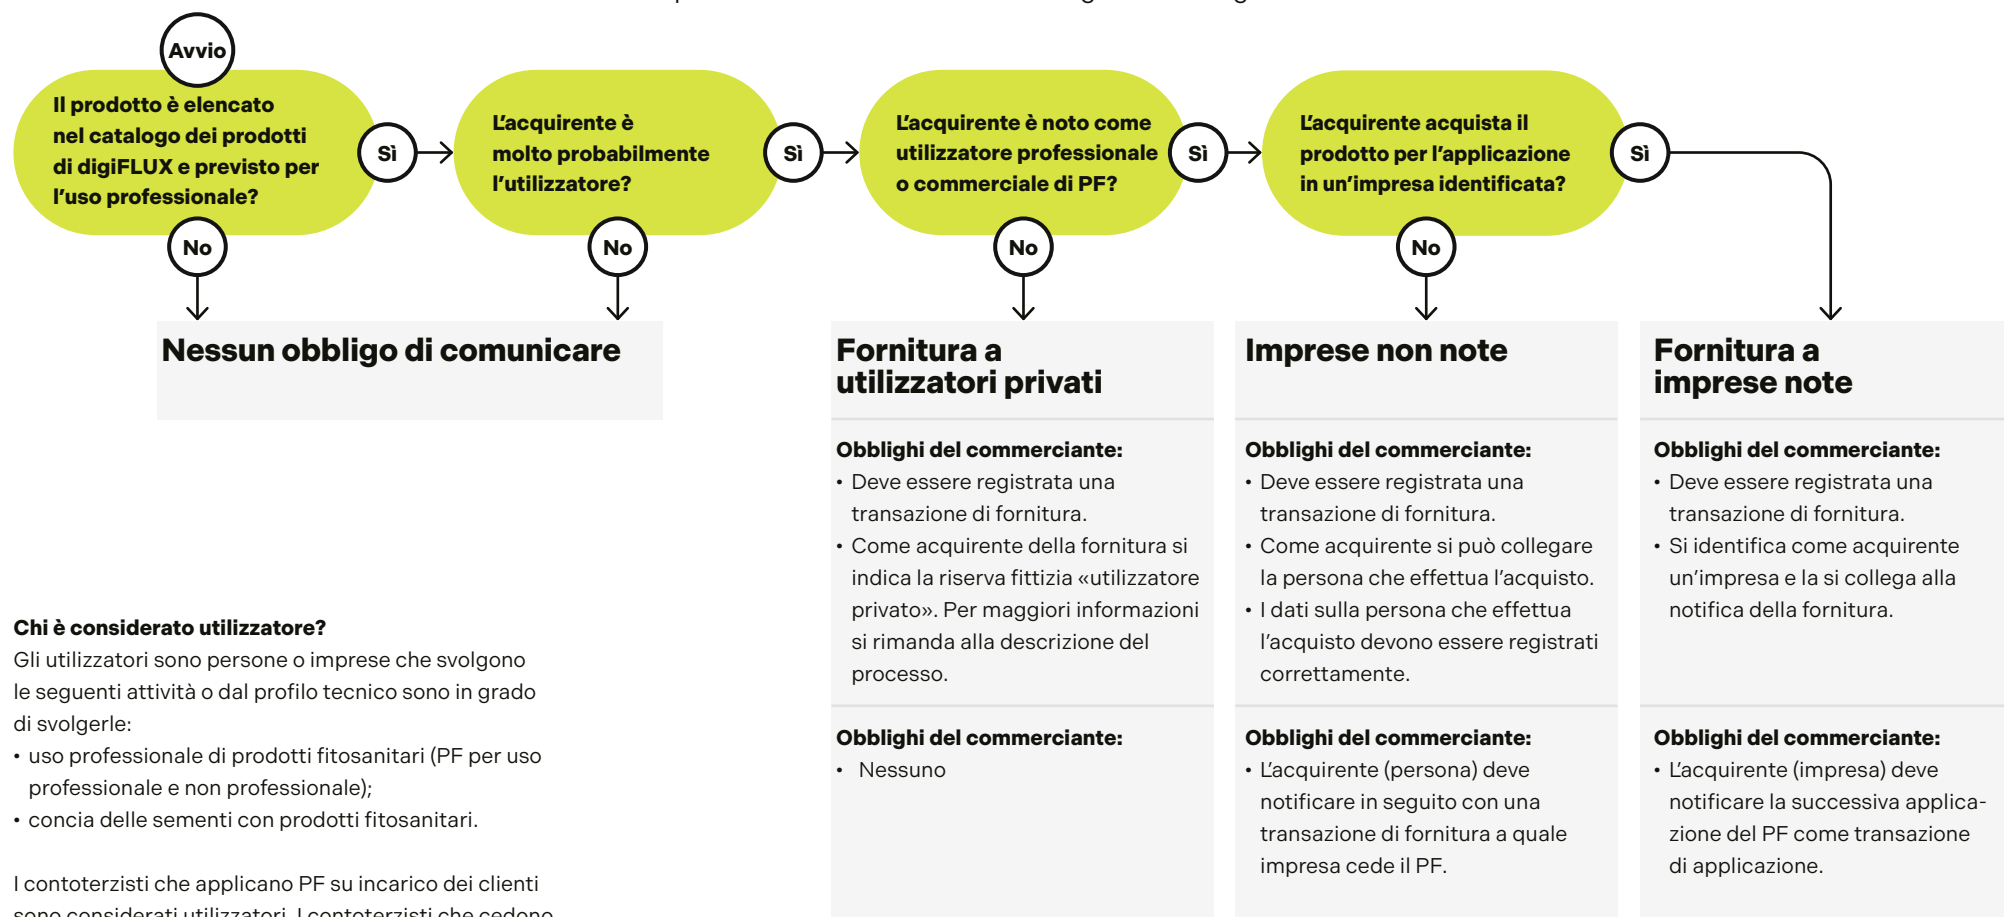 Avvio
Il prodotto è elencato
nel catalogo dei prodotti
di digiFLUX e previsto per
l'uso professionale?
Sì
No
L'acquirente è
molto probabilmente
l'utilizzatore?
Sì
No
L'acquirente è noto come
utilizzatore professionale
o commerciale di PF?
Sì
No
L'acquirente acquista il
prodotto per l'applicazione
in un'impresa identificata?
Sì
No
Nessun obbligo di comunicare
Fornitura a
utilizzatori privati
Obblighi del commerciante:
• Deve essere registrata una
transazione di fornitura.
• Come acquirente della fornitura si
indica la riserva fittizia «utilizzatore
privato». Per maggiori informazioni
si rimanda alla descrizione del
processo.
Obblighi del commerciante:
• Nessuno
Imprese non note
Obblighi del commerciante:
• Deve essere registrata una
transazione di fornitura.
• Come acquirente si può collegare
la persona che effettua l'acquisto.
• I dati sulla persona che effettua
l'acquisto devono essere registrati
correttamente.
Obblighi del commerciante:
• L'acquirente (persona) deve
notificare in seguito con una
transazione di fornitura a quale
impresa cede il PF.
Fornitura a
imprese note
Obblighi del commerciante:
• Deve essere registrata una
transazione di fornitura.
• Si identifica come acquirente
un'impresa e la si collega alla
notifica della fornitura.
Obblighi del commerciante:
• L'acquirente (impresa) deve
notificare la successiva applica-
zione del PF come transazione
di applicazione.
Chi è considerato utilizzatore?
Gli utilizzatori sono persone o imprese che svolgono
le seguenti attività o dal profilo tecnico sono in grado
di svolgerle:
• uso professionale di prodotti fitosanitari (PF per uso
professionale e non professionale);
• concia delle sementi con prodotti fitosanitari.
I contoterzisti che applicano PF su incarico dei clienti
sono considerati utilizzatori. I contoterzisti che cedono